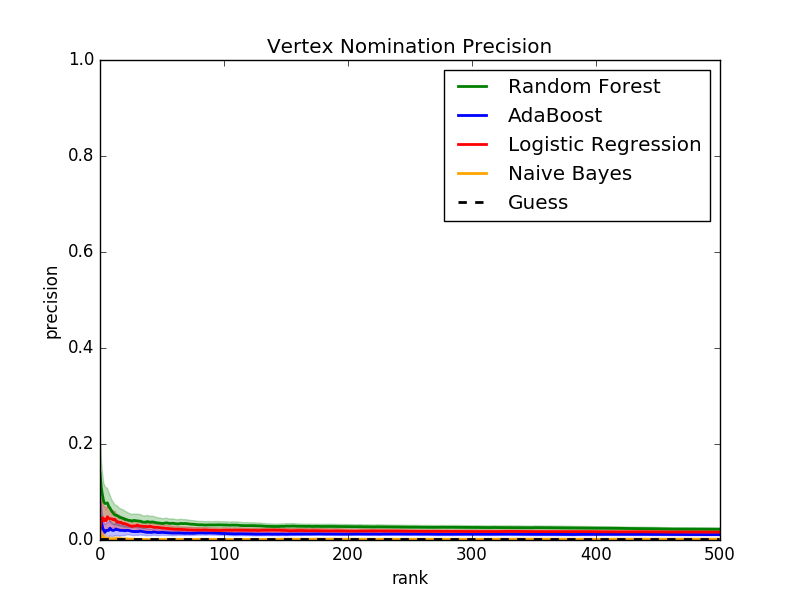 Vertex Nomination Precision
1.0
0.8
0.6
0.4
0.2
0.0
precision
Random Forest
AdaBoost
Logistic Regression
Naive Bayes
Guess
0 100 200 300 400 500
rank